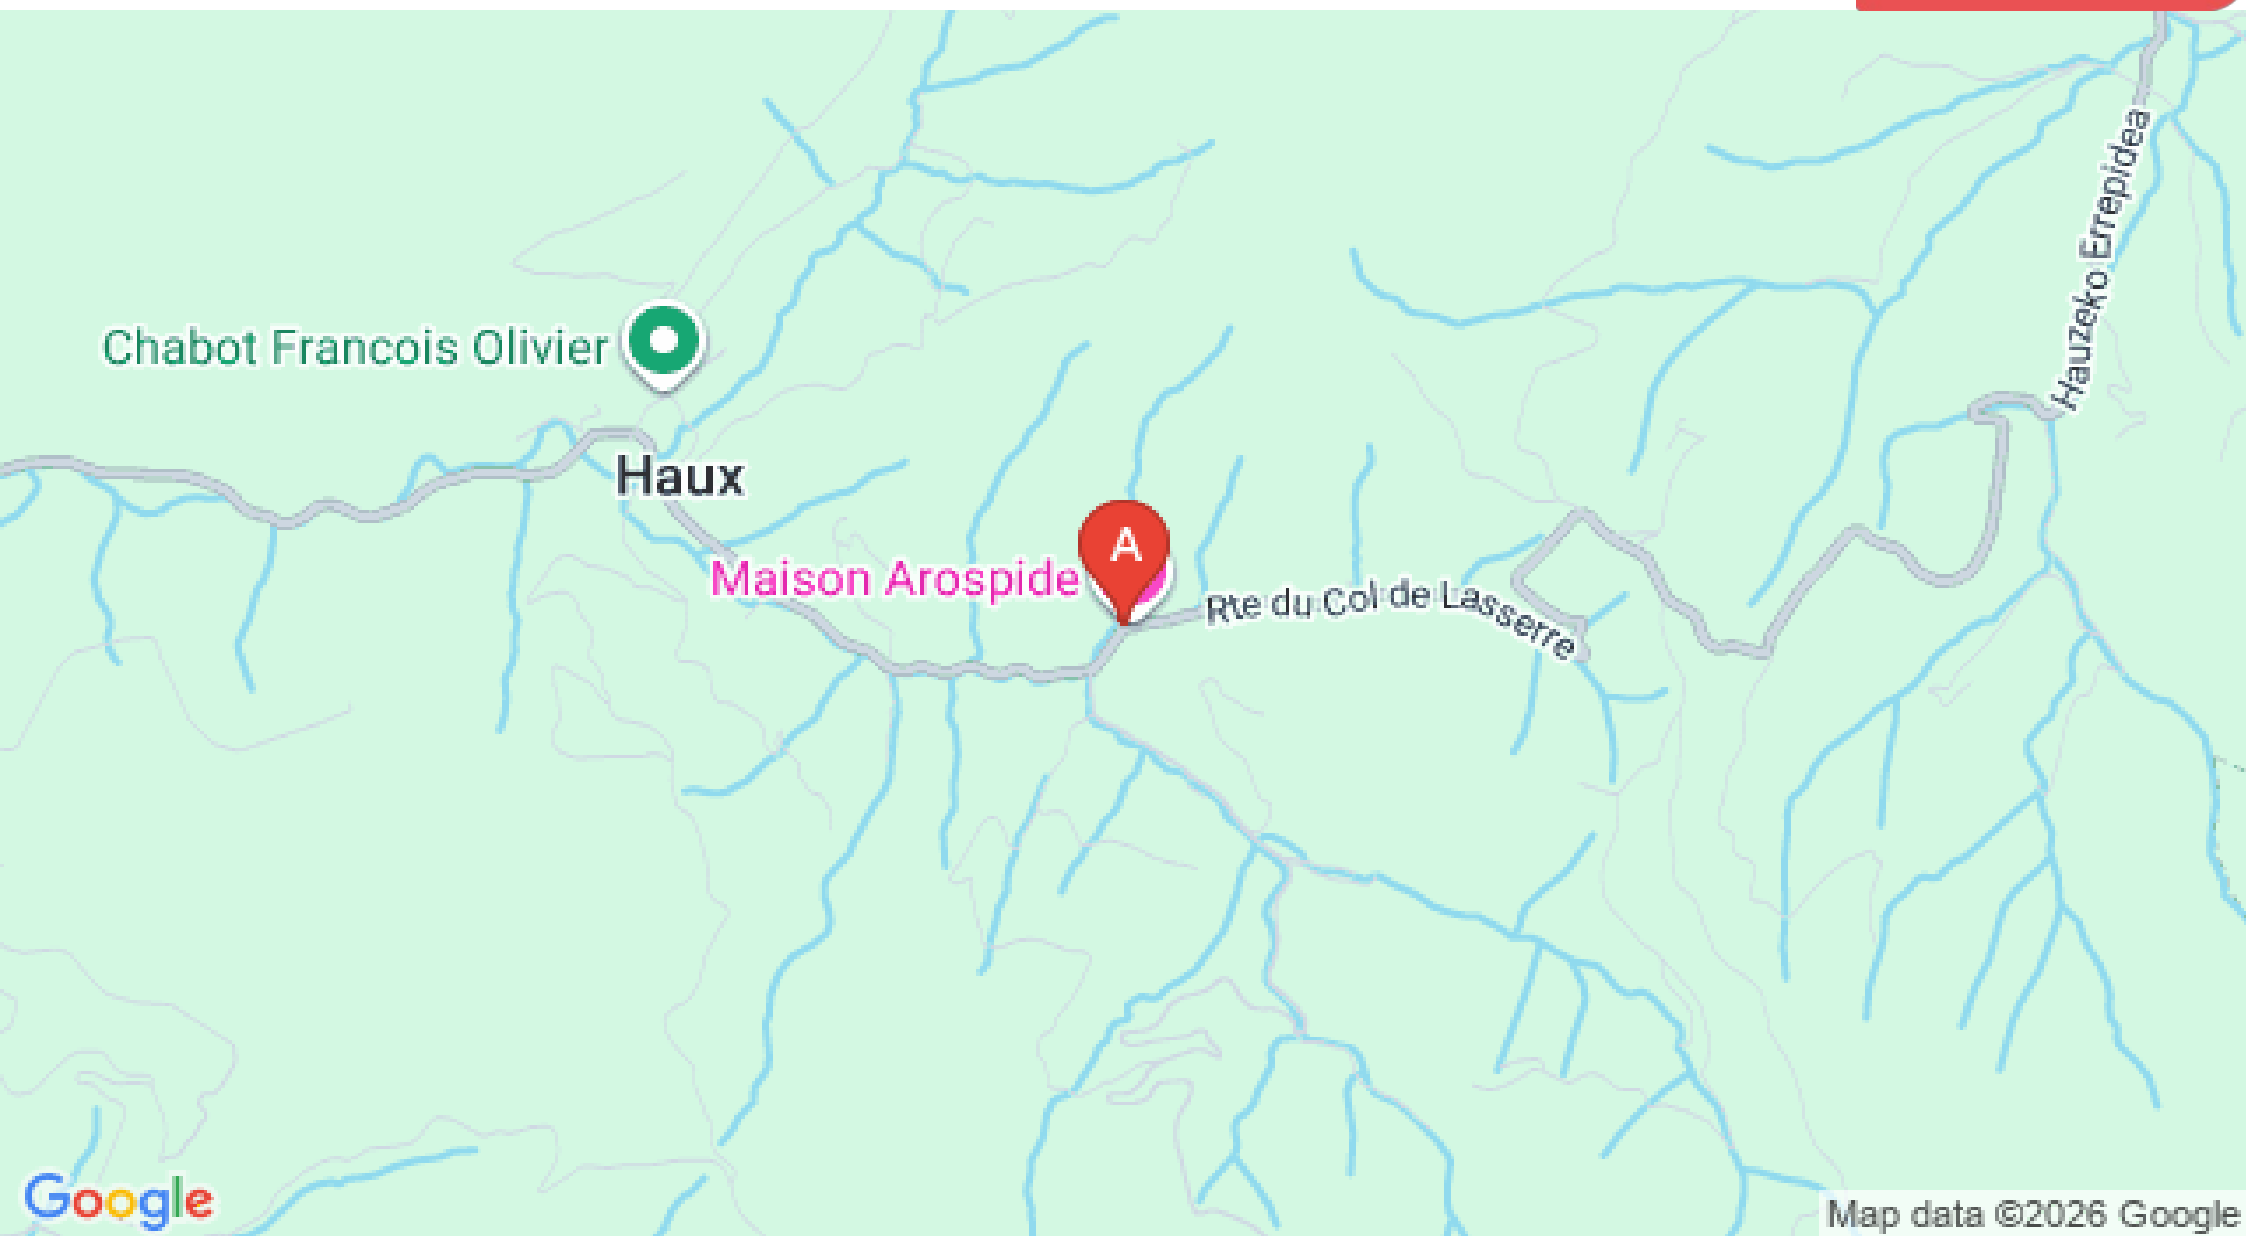 Hauzeko Errepidea
Chabot Francois Olivier
Haux
A
Maison Arospide
Rte du Col de Lasserre
Google
Map data ©2026 Google